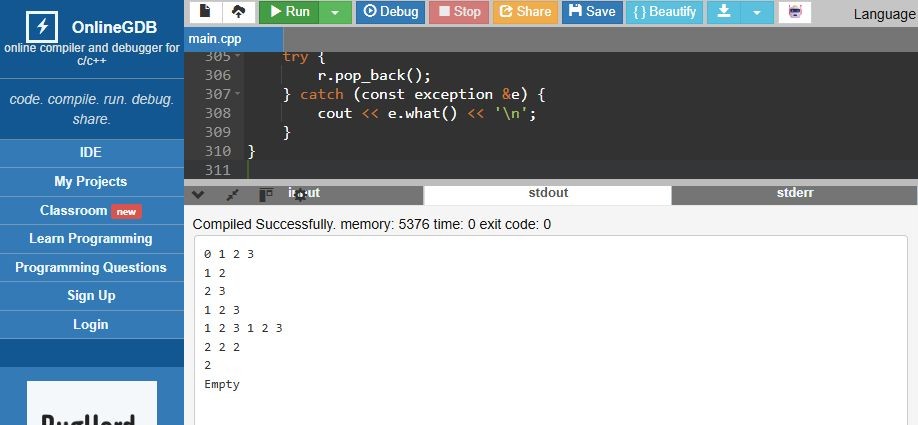 OnlineGDB
online compiler and debugger for
c/c++
code. compile. run. debug.
share.
IDE
My Projects
Classroom new
Learn Programming
Programming Questions
Sign Up
Login
Run Debug Stop Share Save { } Beautify Language
main.cpp
305 try {
306 r.pop_back();
307 } catch (const exception &e) {
308 cout << e.what() << '\n';
309 }
310 }
311
input stdout stderr
Compiled Successfully. memory: 5376 time: 0 exit code: 0
0 1 2 3
1 2
2 3
1 2 3
1 2 3 1 2 3
2 2 2
2
Empty